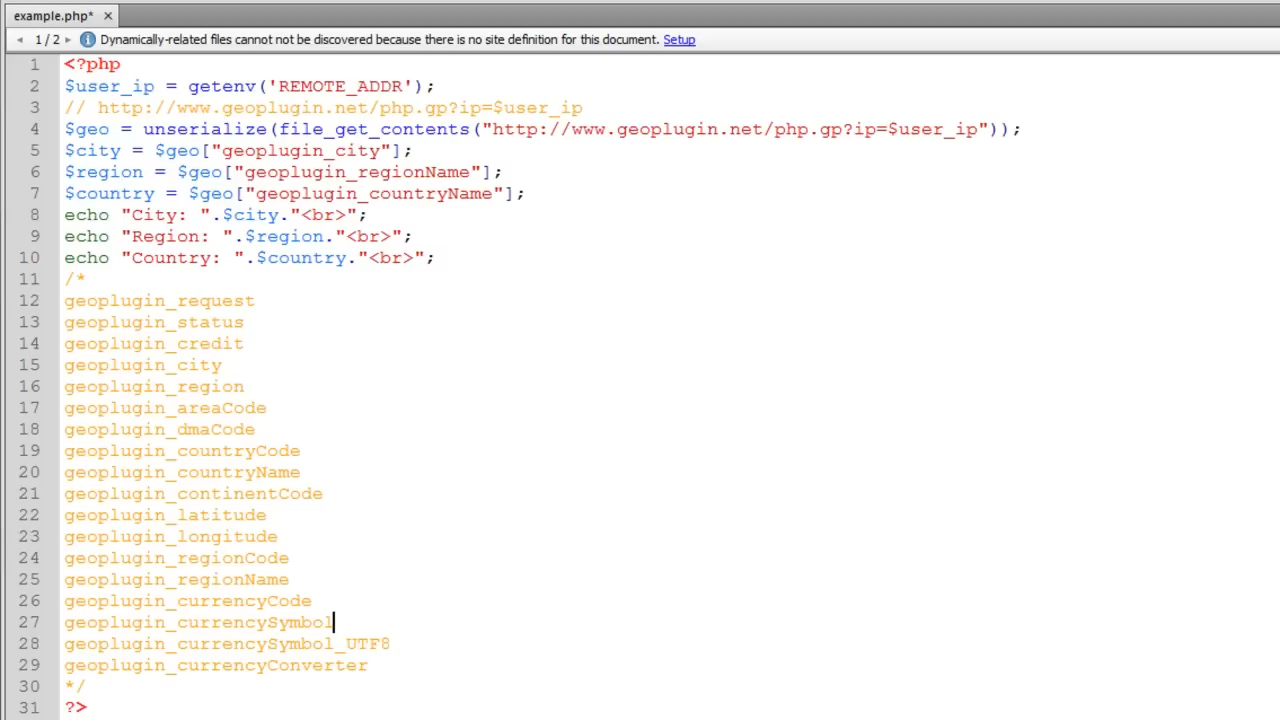 example.php* ×
1/2 Dynamically-related files cannot not be discovered because there is no site definition for this document. Setup
1 <?php
2 $user_ip = getenv('REMOTE_ADDR');
3 // http://www.geoplugin.net/php.gp?ip=$user_ip
4 $geo = unserialize(file_get_contents("http://www.geoplugin.net/php.gp?ip=$user_ip"));
5 $city = $geo["geoplugin_city"];
6 $region = $geo["geoplugin_regionName"];
7 $country = $geo["geoplugin_countryName"];
8 echo "City: ".$city."<br>";
9 echo "Region: ".$region."<br>";
10 echo "Country: ".$country."<br>";
11 /*
12 geoplugin_request
13 geoplugin_status
14 geoplugin_credit
15 geoplugin_city
16 geoplugin_region
17 geoplugin_areaCode
18 geoplugin_dmaCode
19 geoplugin_countryCode
20 geoplugin_countryName
21 geoplugin_continentCode
22 geoplugin_latitude
23 geoplugin_longitude
24 geoplugin_regionCode
25 geoplugin_regionName
26 geoplugin_currencyCode
27 geoplugin_currencySymbol
28 geoplugin_currencySymbol_UTF8
29 geoplugin_currencyConverter
30 */
31 ?>